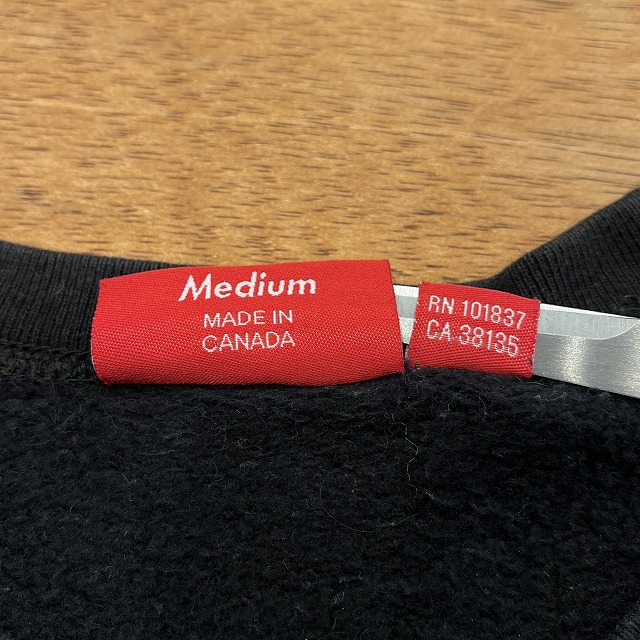 Medium
MADE IN
CANADA
RN 101837
CA 38135